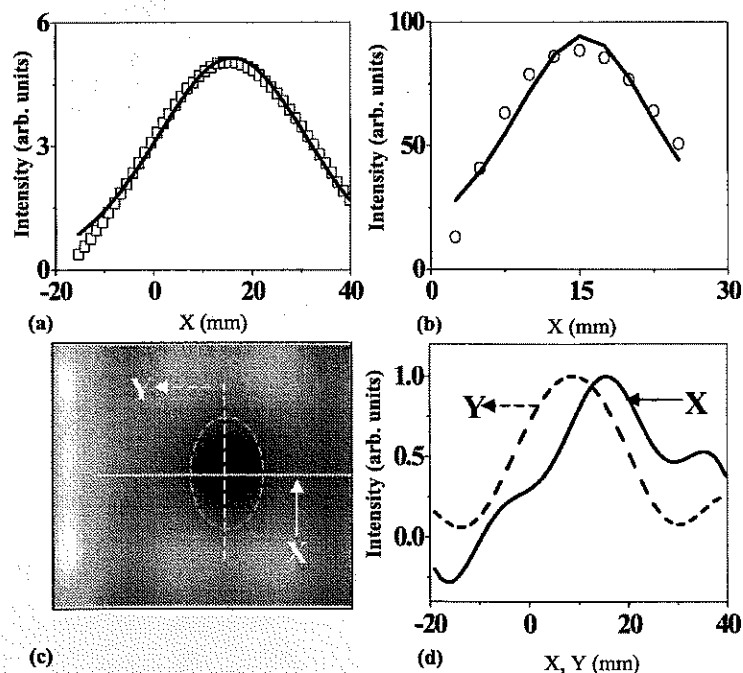 6
3
0
-20
0
20
40
Intensity (arb. units)
X (mm)
(a)
100
50
0
0
15
30
Intensity (arb. units)
X (mm)
(b)
Y
X
(c)
1.0
0.5
0.0
-20
0
20
40
Intensity (arb. units)
Y
X
X, Y (mm)
(d)